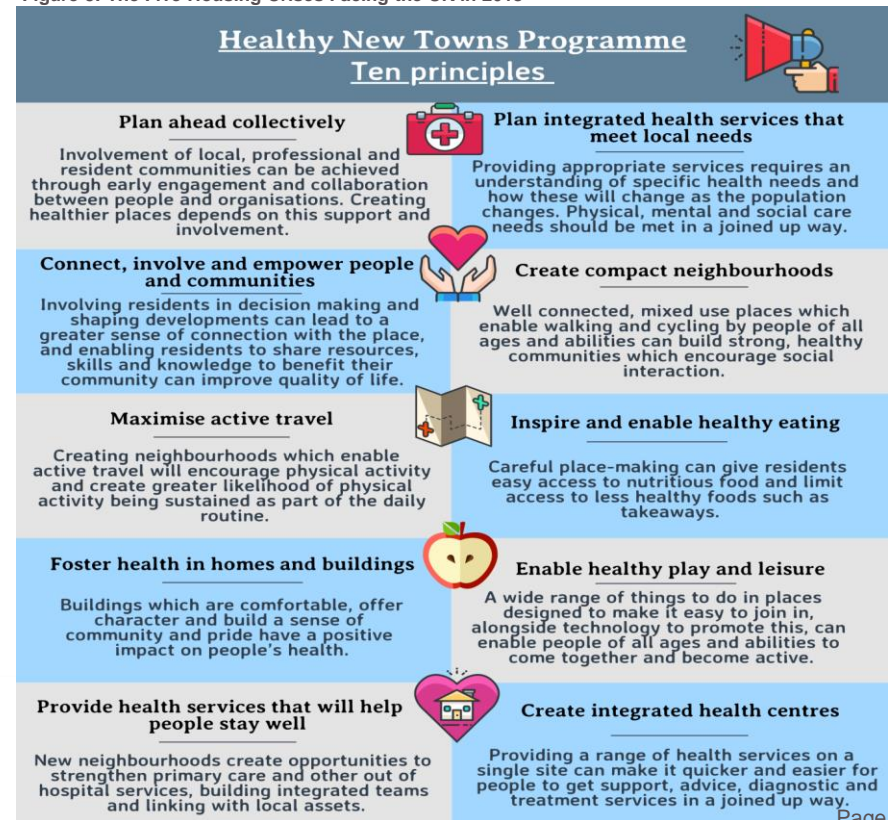 Healthy New Towns Programme
Ten principles
Plan ahead collectively
Involvement of local, professional and
resident communities can be achieved
through early engagement and collaboration
between people and organisations. Creating
healthier places depends on this support and
involvement.
Plan integrated health services that
meet local needs
Providing appropriate services requires an
understanding of specific health needs and
how these will change as the population
changes. Physical, mental and social care
needs should be met in a joined up way.
Connect, involve and empower people
and communities
Involving residents in decision making and
shaping developments can lead to a
greater sense of connection with the place,
and enabling residents to share resources,
skills and knowledge to benefit their
community can improve quality of life.
Create compact neighbourhoods
Well connected, mixed use places which
enable walking and cycling by people of all
ages and abilities can build strong, healthy
communities which encourage social
interaction.
Maximise active travel
Creating neighbourhoods which enable
active travel will encourage physical activity
and create greater likelihood of physical
activity being sustained as part of the daily
routine.
Inspire and enable healthy eating
Careful place-making can give residents
easy access to nutritious food and limit
access to less healthy foods such as
takeaways.
Foster health in homes and buildings
Buildings which are comfortable, offer
character and build a sense of
community and pride have a positive
impact on people's health.
Enable healthy play and leisure
A wide range of things to do in places
designed to make it easy to join in,
alongside technology to promote this, can
enable people of all ages and abilities to
come together and become active.
Provide health services that will help
people stay well
New neighbourhoods create opportunities to
strengthen primary care and other out of
hospital services, building integrated teams
and linking with local assets.
Create integrated health centres
Providing a range of health services on a
single site can make it quicker and easier for
people to get support, advice, diagnostic and
treatment services in a joined up way.
Page